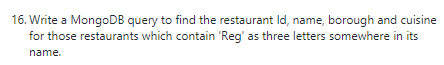 16. Write a MongoDB query to find the restaurant Id, name, borough and cuisine
for those restaurants which contain 'Reg' as three letters somewhere in its
name.